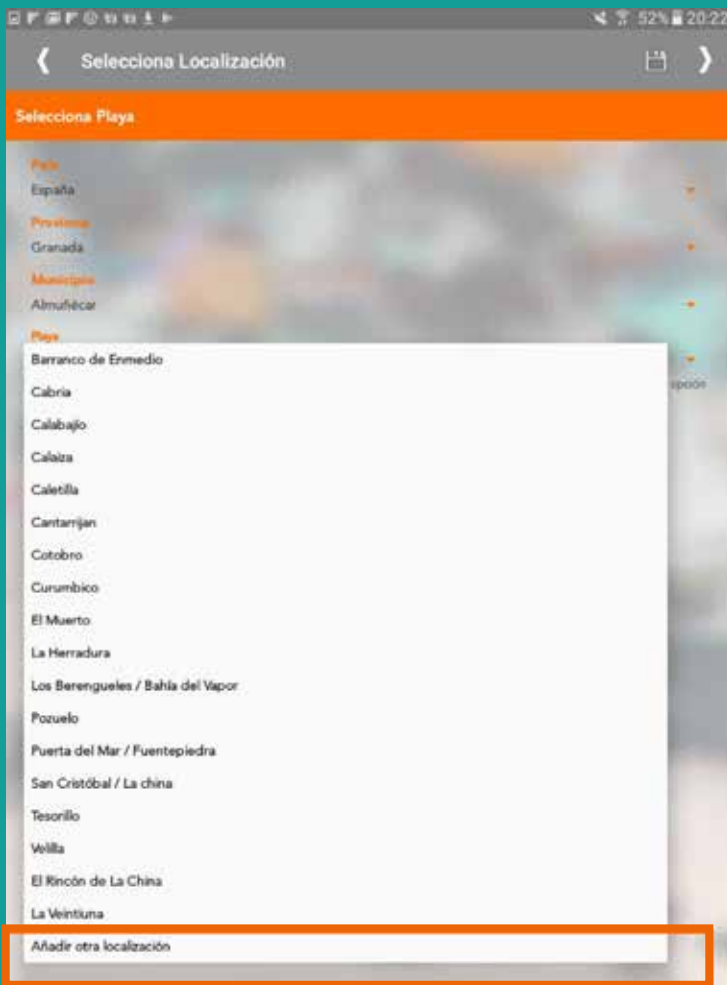 52% 20:22
Selecciona Localización
Selecciona Playa
País
España
Provincia
Granada
Municipio
Almuñécar
Playa
Barranco de Enmedio
opción
Cabria
Calabajío
Calaiza
Caletilla
Cantarrijan
Cotobro
Curumbico
El Muerto
La Herradura
Los Berengueles / Bahía del Vapor
Pozuelo
Puerta del Mar / Fuentepiedra
San Cristóbal / La china
Tesorillo
Velilla
El Rincón de La China
La Veintiuna
Añadir otra localización